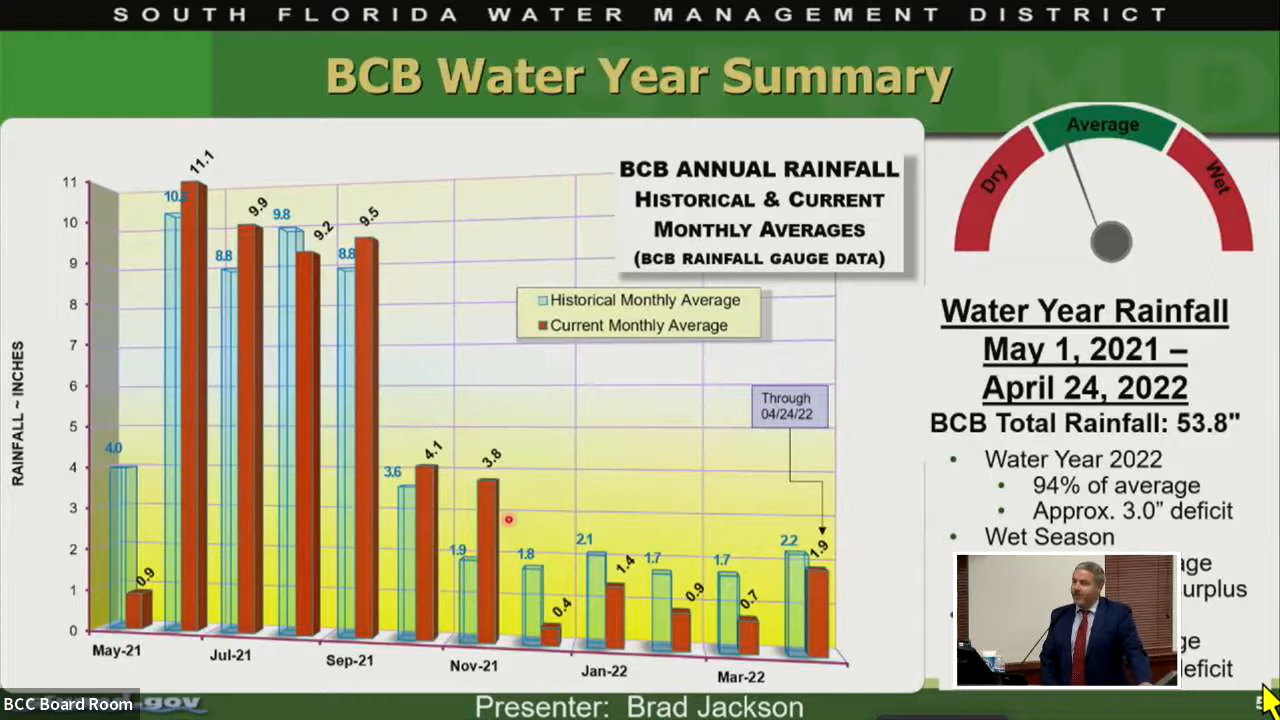 SOUTH FLORIDA WATER MANAGEMENT DISTRICT
BCB Water Year Summary
BCB ANNUAL RAINFALL
HISTORICAL & CURRENT
MONTHLY AVERAGES
(BCB RAINFALL GAUGE DATA)
Historical Monthly Average
Current Monthly Average
Through
04/24/22
RAINFALL ~ INCHES
11
10
9
8
7
6
5
4
3
2
1
0
4.0
0.9
11.1
8.8
9.9
9.8
9.2
8.8
9.5
3.6
4.1
1.9
3.8
1.8
0.4
2.1
1.4
1.7
0.9
1.7
0.7
2.2
1.9
May-21
Jul-21
Sep-21
Nov-21
Jan-22
Mar-22
Dry
Average
Wet
Water Year Rainfall
May 1, 2021 –
April 24, 2022
BCB Total Rainfall: 53.8"
• Water Year 2022
• 94% of average
• Approx. 3.0” deficit
• Wet Season
Presenter: Brad Jackson
BCC Board Room